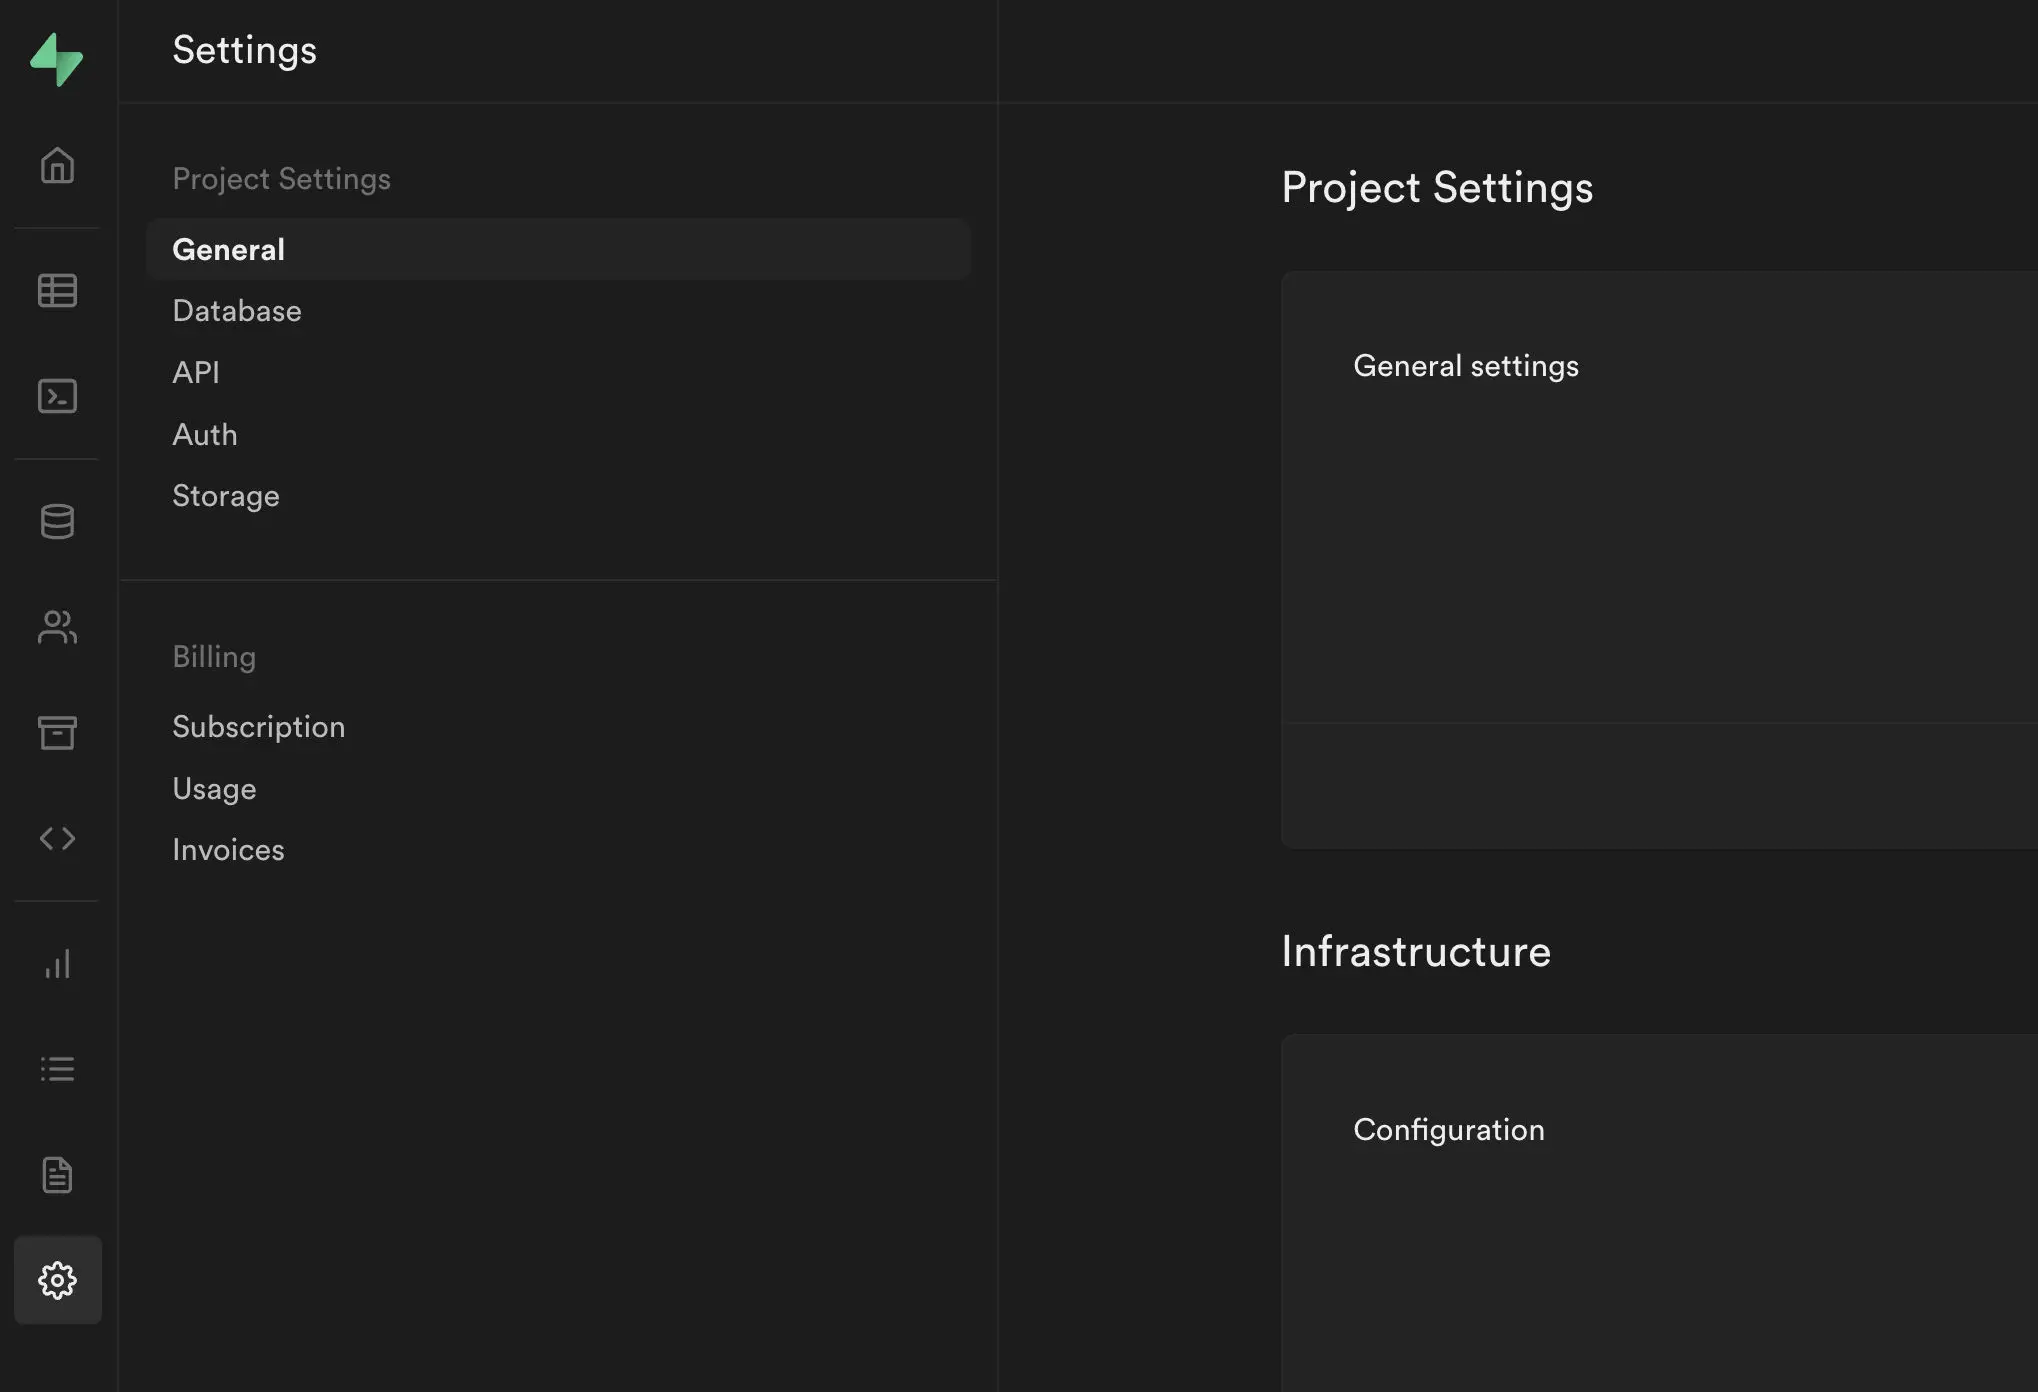 Settings
Project Settings
General
Database
API
Auth
Storage
Billing
Subscription
Usage
Invoices
Project Settings
General settings
Infrastructure
Configuration